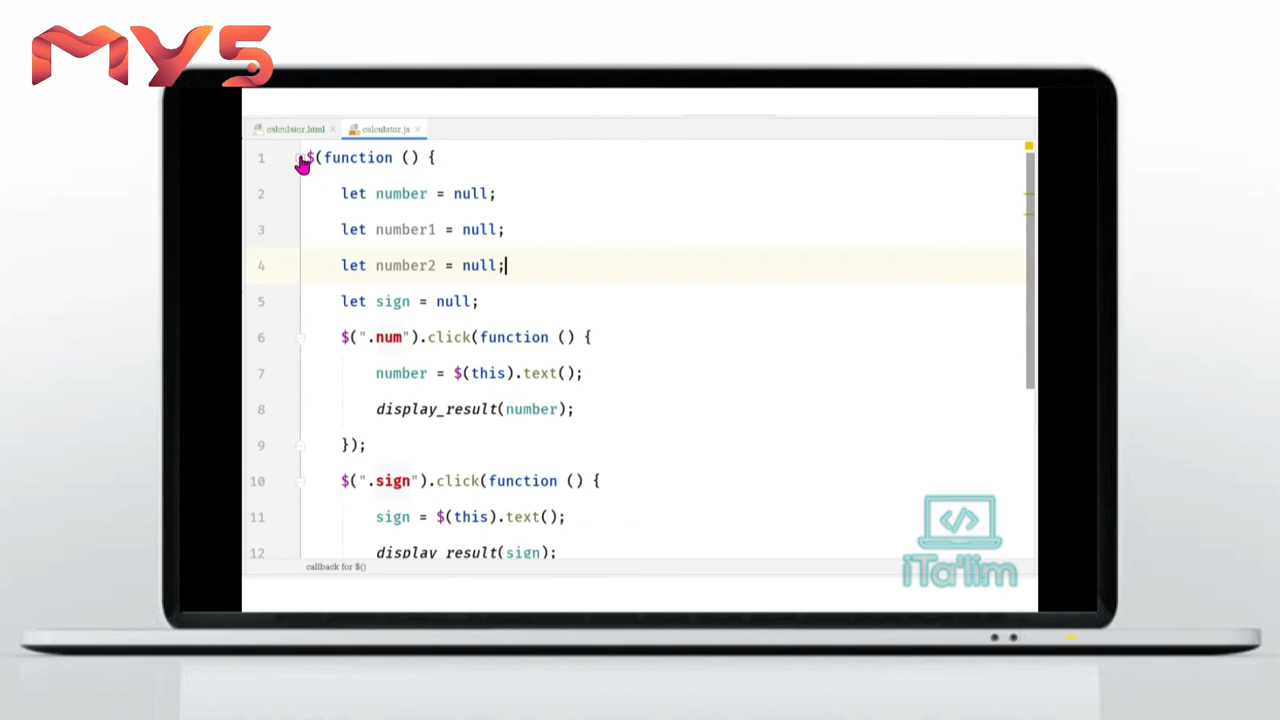 MY5
calculator.html
calculator.js
1 $(function () {
2 let number = null;
3 let number1 = null;
4 let number2 = null;
5 let sign = null;
6 $(".num").click(function () {
7 number = $(this).text();
8 display_result(number);
9 });
10 $(".sign").click(function () {
11 sign = $(this).text();
12 display_result(sign);
callback for $()
</>
iTa'lim